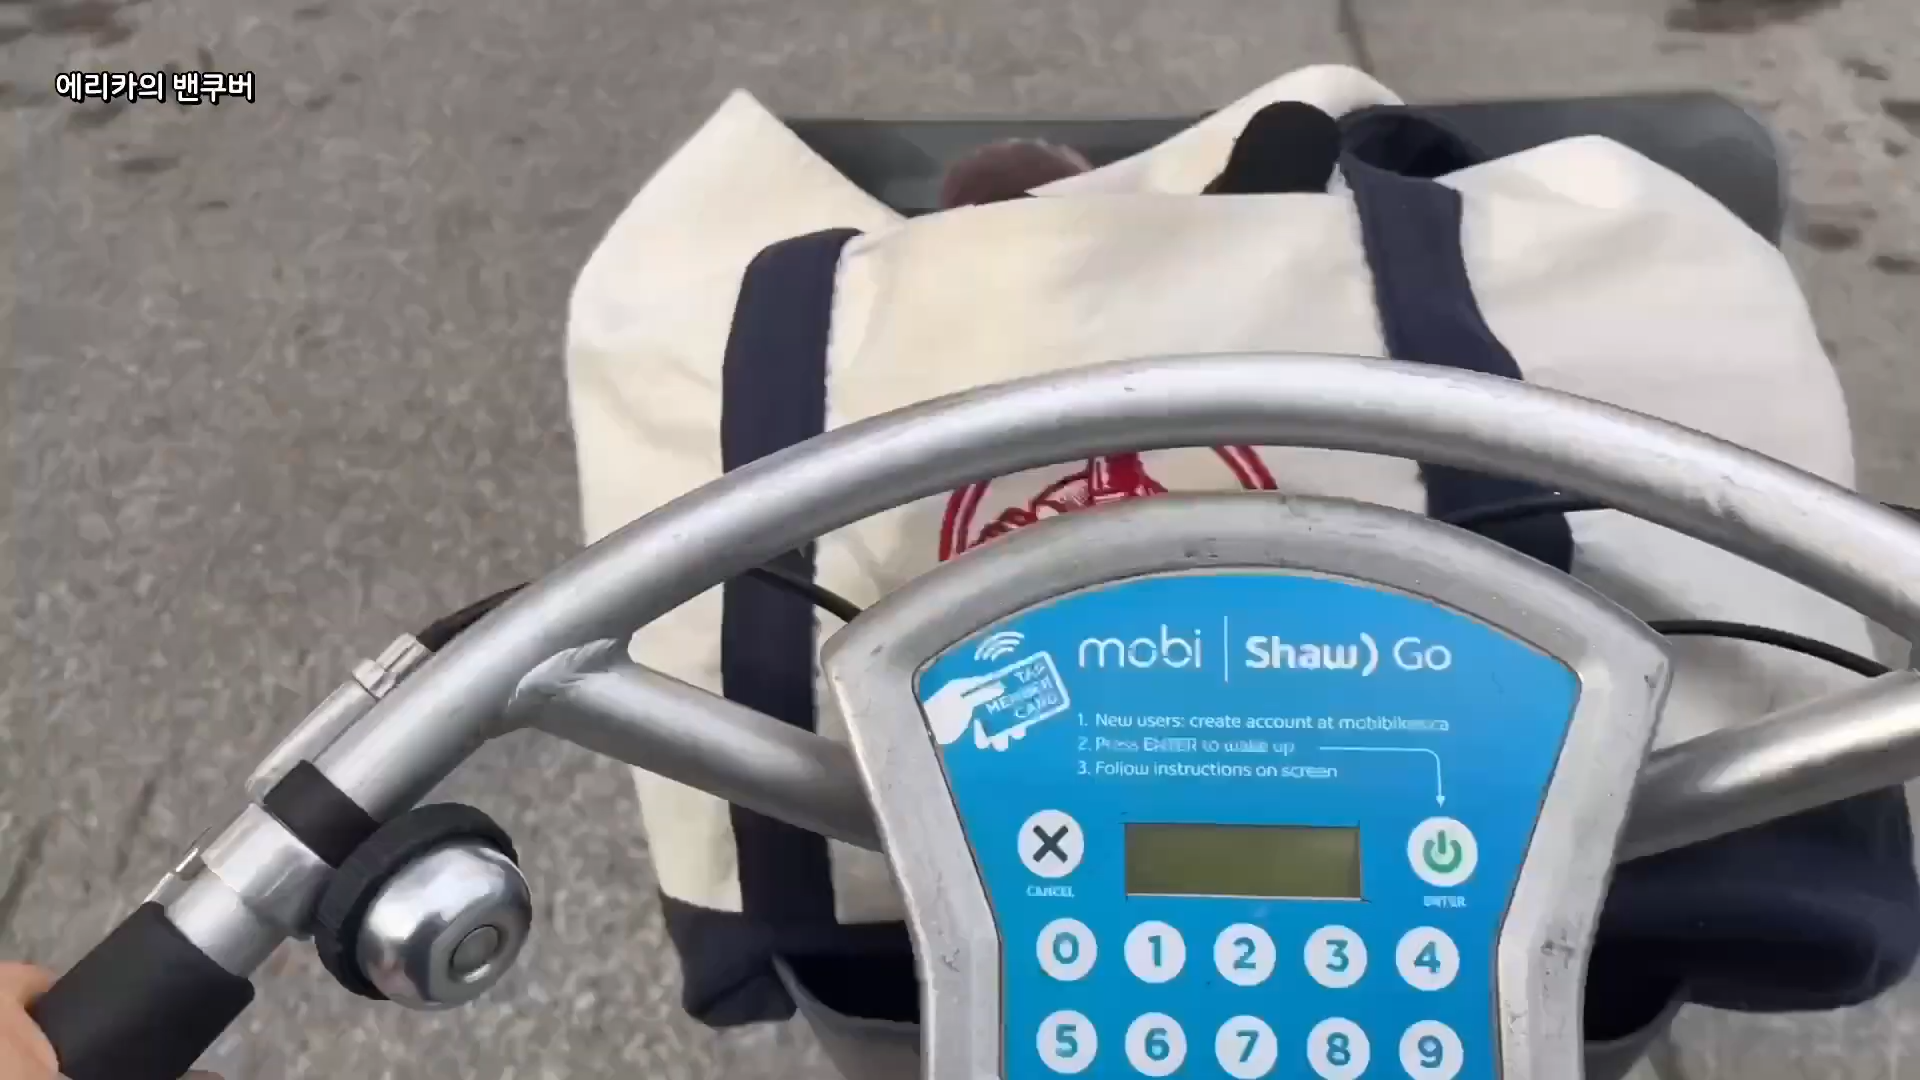 에리카의 밴쿠버
mobi | Shaw) Go
TAP
MEMBER
CARD
1. New users: create account at mobibikes.ca
2. Press ENTER to wake up
3. Follow instructions on screen
CANCEL
ENTER
0 1 2 3 4
5 6 7 8 9